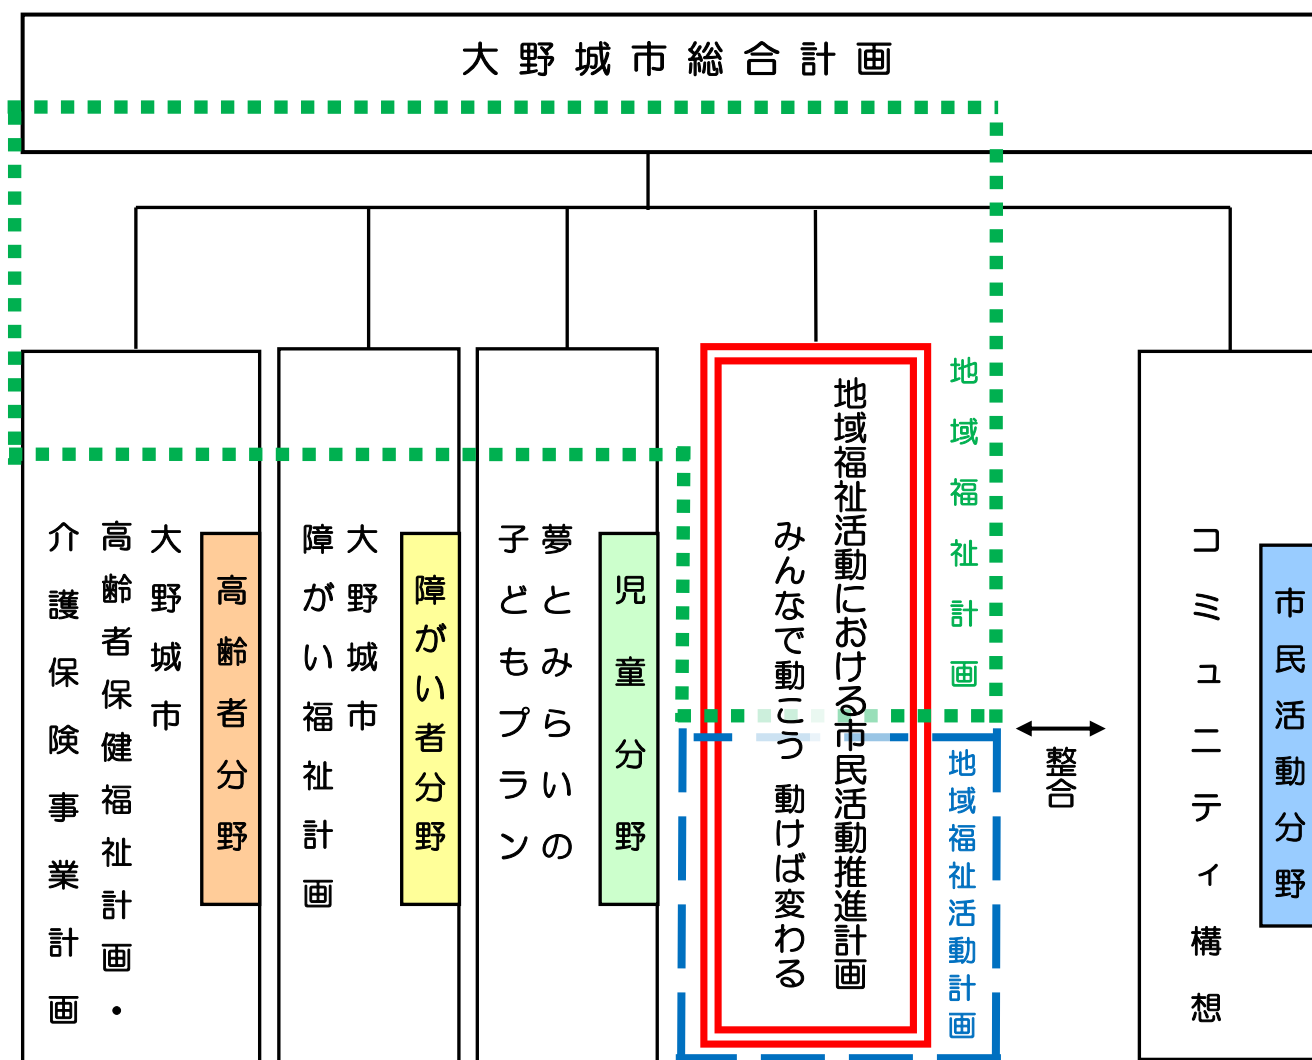 大野城市総合計画
高齢者分野
大野城市
高齢者保健福祉計画・
介護保険事業計画
障がい者分野
大野城市
障がい福祉計画
児童分野
夢とみらいの
子どもプラン
地域福祉活動における市民活動推進計画
みんなで動こう 動けば変わる
地域福祉計画
地域福祉活動計画
整合
市民活動分野
コミュニティ構想